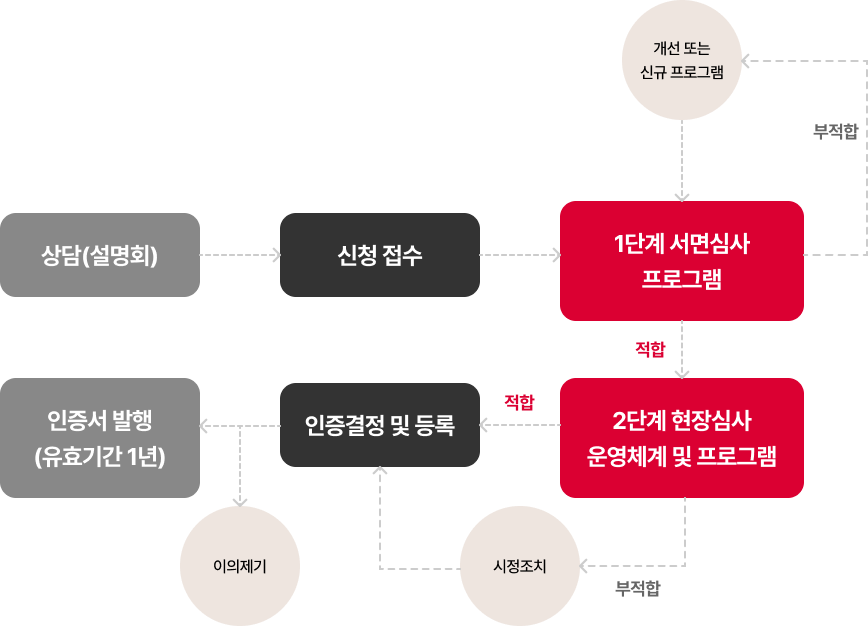 개선 또는
신규 프로그램
부적합
상담(설명회)
신청 접수
1단계 서면심사
프로그램
적합
인증서 발행
(유효기간 1년)
인증결정 및 등록
적합
2단계 현장심사
운영체계 및 프로그램
이의제기
시정조치
부적합